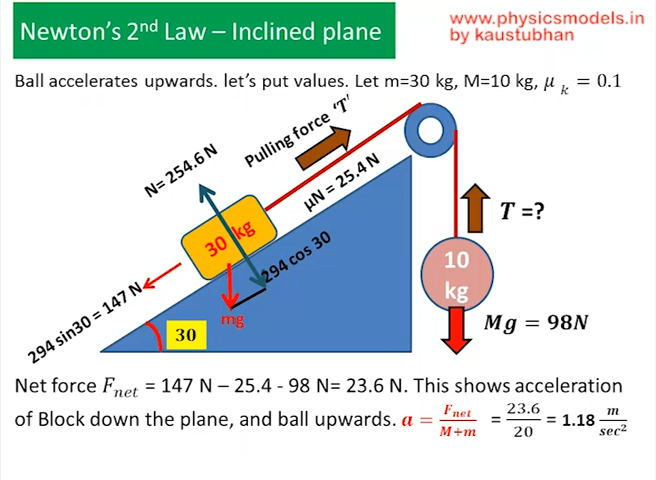 Newton's 2nd Law – Inclined plane
www.physicsmodels.in
by kaustubhan
Ball accelerates upwards. let's put values. Let m=30 kg, M=10 kg, μ k = 0.1
Pulling force 'T'
N= 254.6 N
μN = 25.4 N
30 kg
T =?
294 cos 30
10
kg
294 sin30 = 147 N
mg
30
Mg = 98N
Net force Fnet = 147 N – 25.4 - 98 N= 23.6 N. This shows acceleration
of Block down the plane, and ball upwards. a = Fnet/M+m = 23.6/20 = 1.18 m/sec²